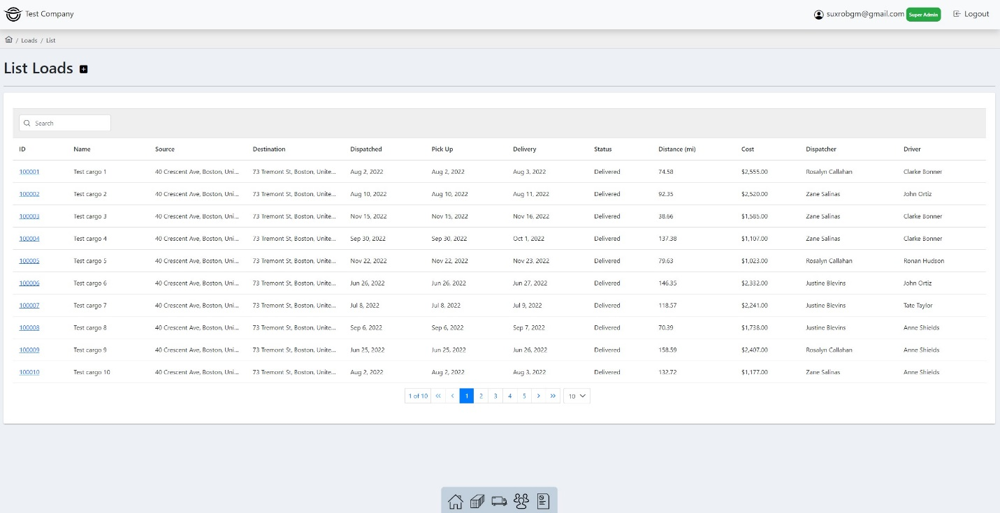 Test Company suxrobgm@gmail.com Super Admin Logout
/ Loads / List
List Loads
Search
ID Name Source Destination Dispatched Pick Up Delivery Status Distance (mi) Cost Dispatcher Driver
100001 Test cargo 1 40 Crescent Ave, Boston, Uni... 73 Tremont St, Boston, Unite... Aug 2, 2022 Aug 2, 2022 Aug 3, 2022 Delivered 74.58 $2,555.00 Rosalyn Callahan Clarke Bonner
100002 Test cargo 2 40 Crescent Ave, Boston, Uni... 73 Tremont St, Boston, Unite... Aug 10, 2022 Aug 10, 2022 Aug 11, 2022 Delivered 92.35 $2,520.00 Zane Salinas John Ortiz
100003 Test cargo 3 40 Crescent Ave, Boston, Uni... 73 Tremont St, Boston, Unite... Nov 15, 2022 Nov 15, 2022 Nov 16, 2022 Delivered 38.66 $1,585.00 Zane Salinas Clarke Bonner
100004 Test cargo 4 40 Crescent Ave, Boston, Uni... 73 Tremont St, Boston, Unite... Sep 30, 2022 Sep 30, 2022 Oct 1, 2022 Delivered 137.38 $1,107.00 Zane Salinas Clarke Bonner
100005 Test cargo 5 40 Crescent Ave, Boston, Uni... 73 Tremont St, Boston, Unite... Nov 22, 2022 Nov 22, 2022 Nov 23, 2022 Delivered 79.63 $1,023.00 Rosalyn Callahan Ronan Hudson
100006 Test cargo 6 40 Crescent Ave, Boston, Uni... 73 Tremont St, Boston, Unite... Jun 26, 2022 Jun 26, 2022 Jun 27, 2022 Delivered 146.35 $2,332.00 Justine Blevins John Ortiz
100007 Test cargo 7 40 Crescent Ave, Boston, Uni... 73 Tremont St, Boston, Unite... Jul 8, 2022 Jul 8, 2022 Jul 9, 2022 Delivered 118.57 $2,241.00 Justine Blevins Tate Taylor
100008 Test cargo 8 40 Crescent Ave, Boston, Uni... 73 Tremont St, Boston, Unite... Sep 6, 2022 Sep 6, 2022 Sep 7, 2022 Delivered 70.39 $1,738.00 Justine Blevins Anne Shields
100009 Test cargo 9 40 Crescent Ave, Boston, Uni... 73 Tremont St, Boston, Unite... Jun 25, 2022 Jun 25, 2022 Jun 26, 2022 Delivered 158.59 $2,407.00 Rosalyn Callahan Anne Shields
100010 Test cargo 10 40 Crescent Ave, Boston, Uni... 73 Tremont St, Boston, Unite... Aug 2, 2022 Aug 2, 2022 Aug 3, 2022 Delivered 132.72 $1,177.00 Zane Salinas Anne Shields
1 of 10 « ‹ 1 2 3 4 5 › » 10